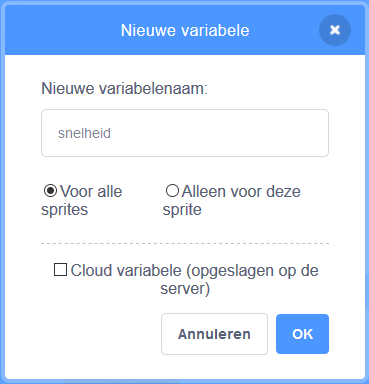 Nieuwe variabele
Nieuwe variabelenaam:
snelheid
Voor alle sprites
Alleen voor deze sprite
Cloud variabele (opgeslagen op de
server)
Annuleren
OK